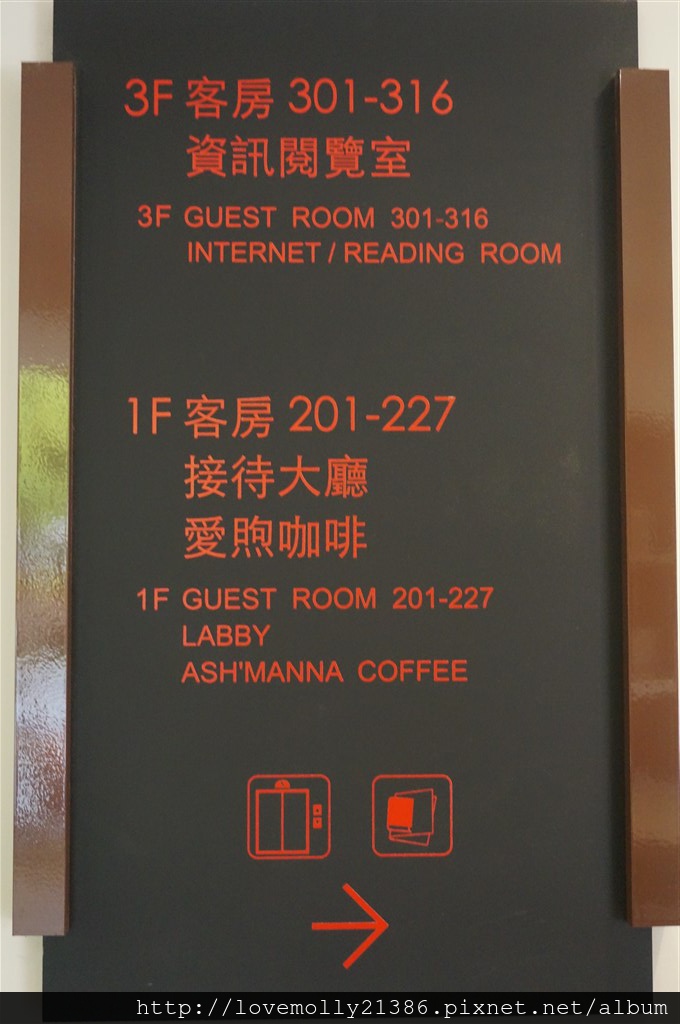 3F 客房 301-316
資訊閱覽室
3F GUEST ROOM 301-316
INTERNET / READING ROOM
1F 客房 201-227
接待大廳
愛煦咖啡
1F GUEST ROOM 201-227
LABBY
ASH'MANNA COFFEE
http://lovemolly21386.pixnet.net/album